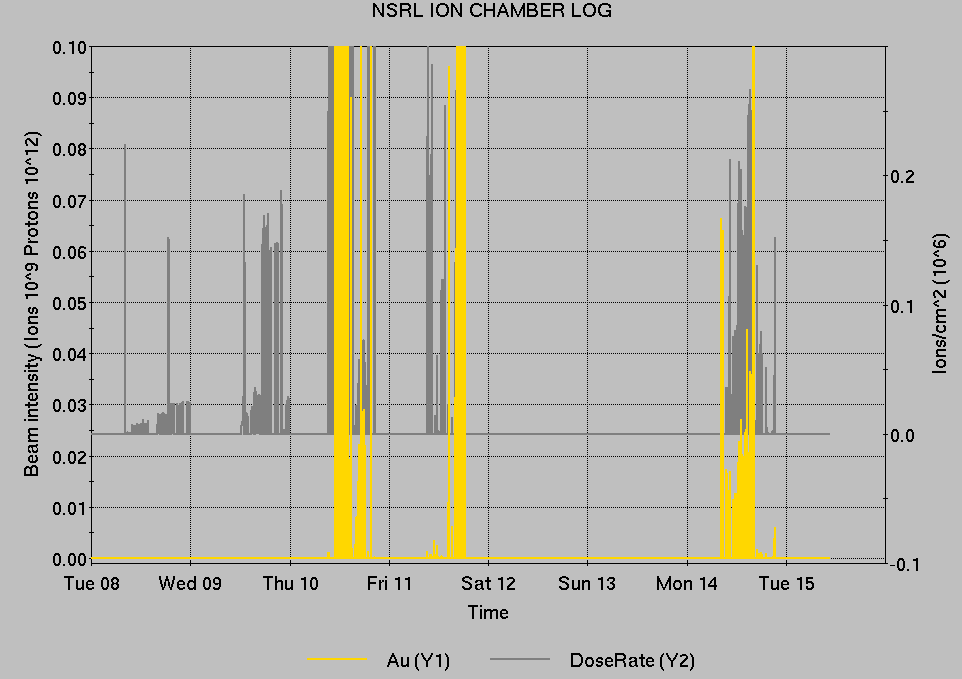 NSRL ION CHAMBER LOG
Beam intensity (Ions 10^9 Protons 10^12)
0.10
0.09
0.08
0.07
0.06
0.05
0.04
0.03
0.02
0.01
0.00
0.2
0.1
0.0
-0.1
Ions/cm^2 (10^6)
Tue 08 Wed 09 Thu 10 Fri 11 Sat 12 Sun 13 Mon 14 Tue 15
Time
Au (Y1) DoseRate (Y2)